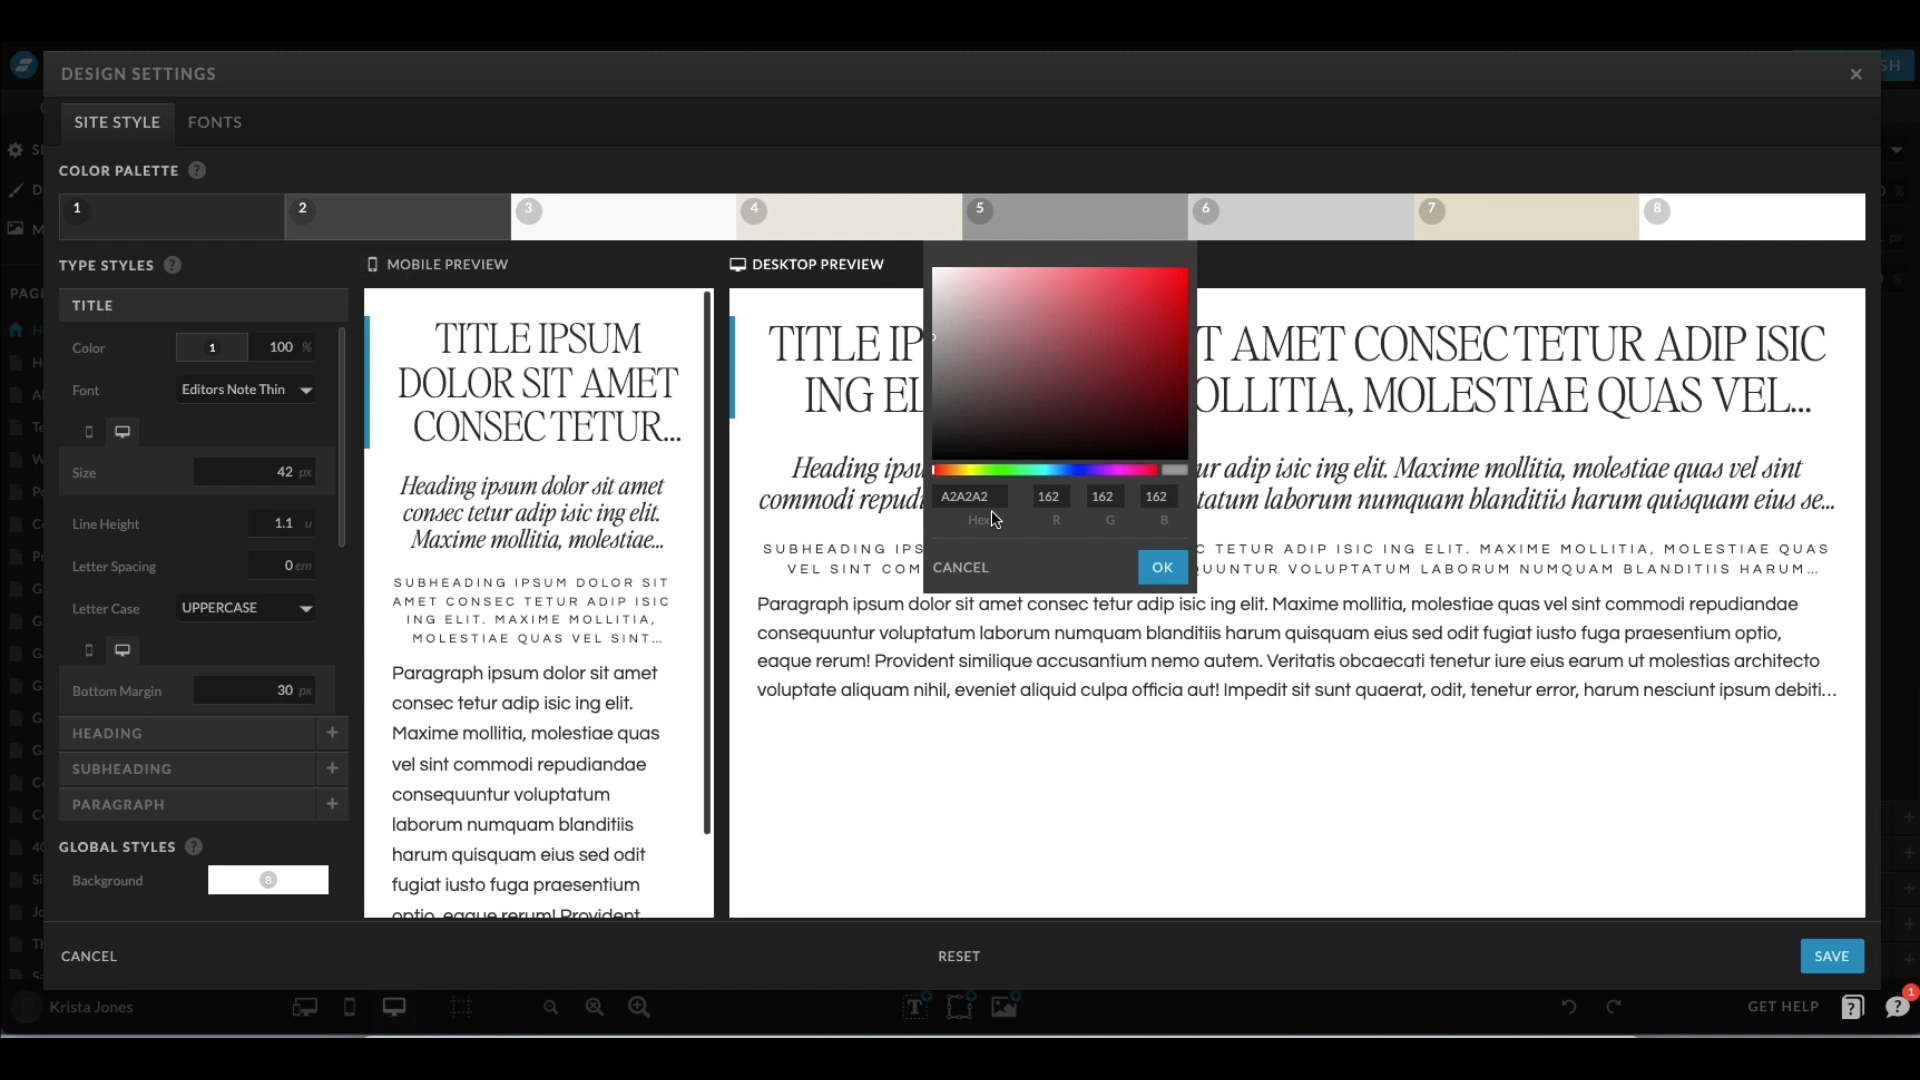 DESIGN SETTINGS
×
SH
SITE STYLE
FONTS
COLOR PALETTE ?
1
2
3
4
5
6
7
8
TYPE STYLES ?
TITLE
Color 1 100 %
Font Editors Note Thin
Size 42 px
Line Height 1.1 u
Letter Spacing 0 em
Letter Case UPPERCASE
Bottom Margin 30 px
HEADING +
SUBHEADING +
PARAGRAPH +
GLOBAL STYLES ?
Background 8
MOBILE PREVIEW
TITLE IPSUM
DOLOR SIT AMET
CONSEC TETUR...
Heading ipsum dolor sit amet
consec tetur adip isic ing elit.
Maxime mollitia, molestiae...
SUBHEADING IPSUM DOLOR SIT
AMET CONSEC TETUR ADIP ISIC
ING ELIT. MAXIME MOLLITIA,
MOLESTIAE QUAS VEL SINT...
Paragraph ipsum dolor sit amet
consec tetur adip isic ing elit.
Maxime mollitia, molestiae quas
vel sint commodi repudiandae
consequuntur voluptatum
laborum numquam blanditiis
harum quisquam eius sed odit
fugiat iusto fuga praesentium
optio, eaque rerum! Provident
DESKTOP PREVIEW
TITLE IP T AMET CONSEC TETUR ADIP ISIC
ING EL OLLITIA, MOLESTIAE QUAS VEL...
Heading ipsu ur adip isic ing elit. Maxime mollitia, molestiae quas vel sint
commodi repudi tatum laborum numquam blanditiis harum quisquam eius se...
SUBHEADING IPS C TETUR ADIP ISIC ING ELIT. MAXIME MOLLITIA, MOLESTIAE QUAS
VEL SINT COM QUUNTUR VOLUPTATUM LABORUM NUMQUAM BLANDITIIS HARUM...
Paragraph ipsum dolor sit amet consec tetur adip isic ing elit. Maxime mollitia, molestiae quas vel sint commodi repudiandae
consequuntur voluptatum laborum numquam blanditiis harum quisquam eius sed odit fugiat iusto fuga praesentium optio,
eaque rerum! Provident similique accusantium nemo autem. Veritatis obcaecati tenetur iure eius earum ut molestias architecto
voluptate aliquam nihil, eveniet aliquid culpa officia aut! Impedit sit sunt quaerat, odit, tenetur error, harum nesciunt ipsum debiti...
A2A2A2 162 162 162
Hex R G B
CANCEL
OK
CANCEL
RESET
SAVE
Krista Jones
T
GET HELP
?
?
1